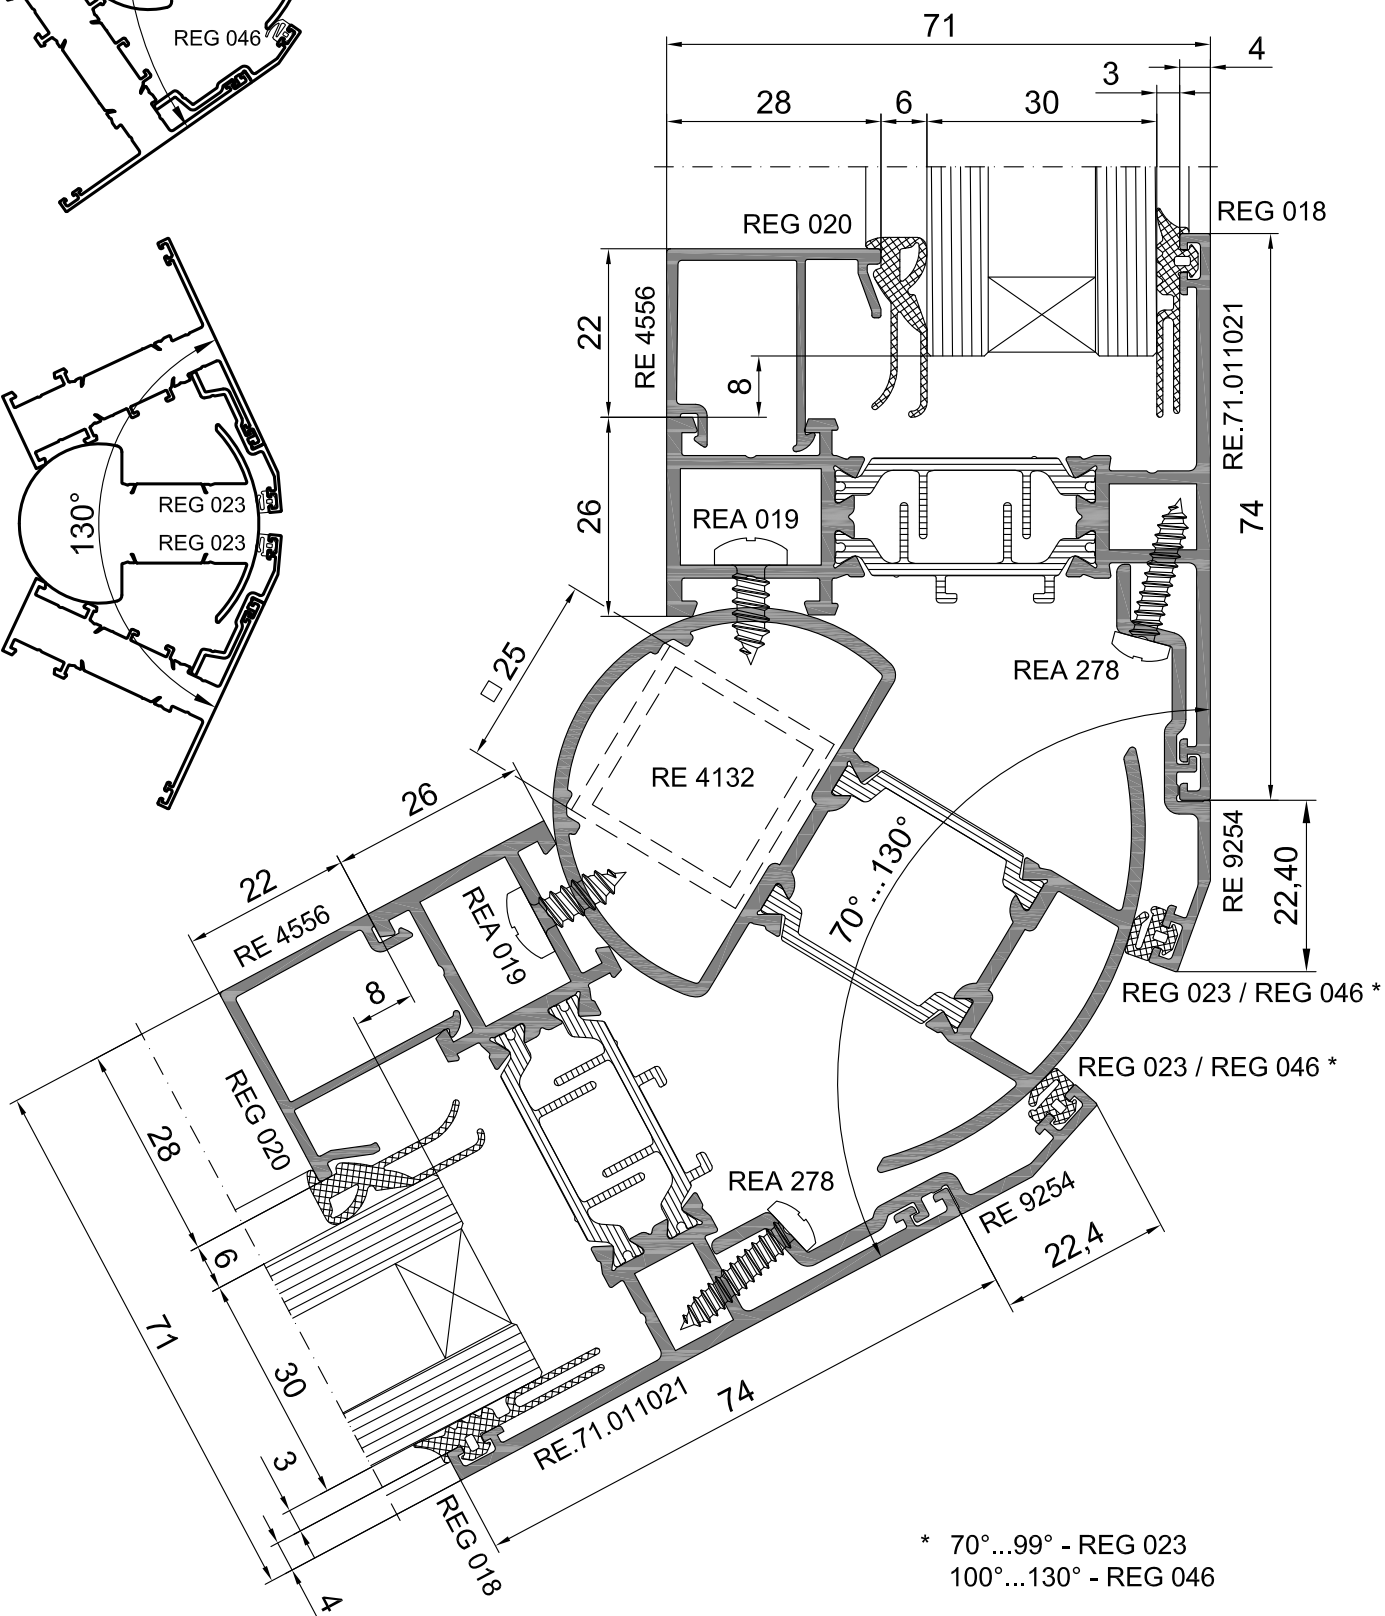 REG 046
71
4
3
28
6
30
REG 020
REG 018
22
RE 4556
8
RE.71.011021
26
REA 019
74
130°
REG 023
REG 023
□ 25
REA 278
RE 4132
26
70°...130°
RE 9254
22,40
22
RE 4556
REA 019
8
REG 023 / REG 046 *
REG 023 / REG 046 *
REG 020
28
REA 278
RE 9254
22,4
6
71
30
74
RE.71.011021
3
REG 018
4
* 70°...99° - REG 023
100°...130° - REG 046